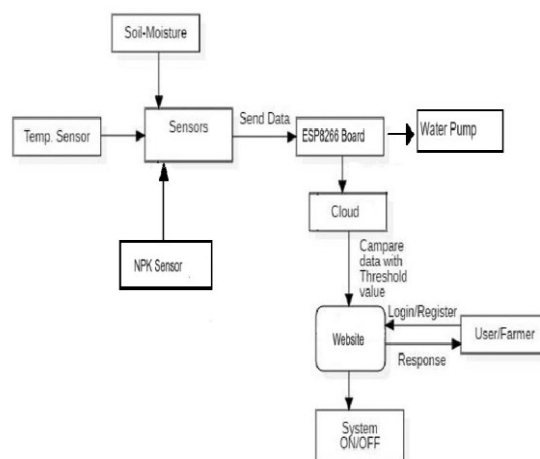 Soil-Moisture
Temp. Sensor
Sensors
Send Data
ESP8266 Board
Water Pump
NPK Sensor
Cloud
Campare
data with
Threshold
value
Login/Register
Website
User/Farmer
Response
System
ON/OFF